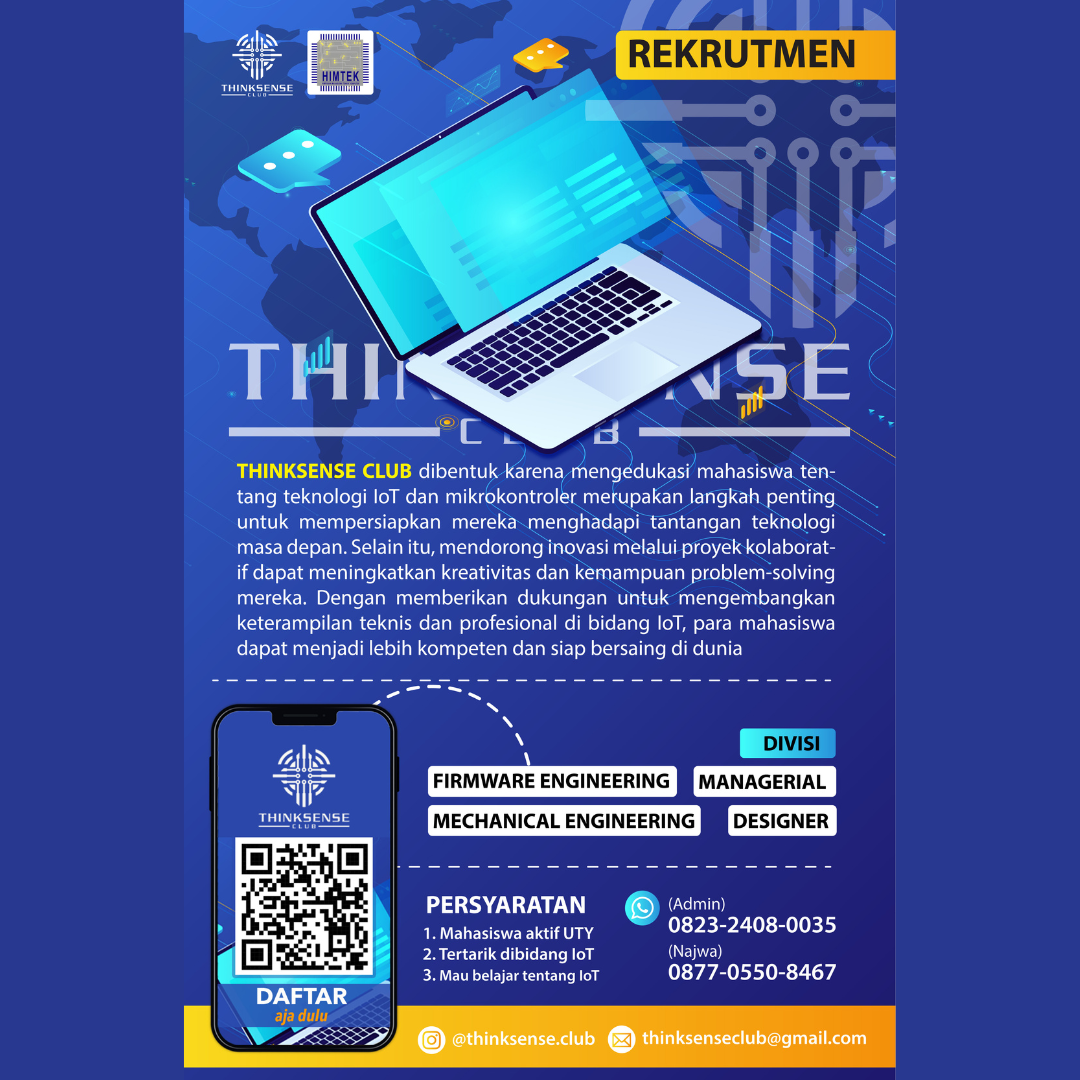 THINKSENSE
CLUB
HIMTEK
REKRUTMEN
THINKSENSE
CLUB
THINKSENSE CLUB dibentuk karena mengedukasi mahasiswa ten-
tang teknologi IoT dan mikrokontroler merupakan langkah penting
untuk mempersiapkan mereka menghadapi tantangan teknologi
masa depan. Selain itu, mendorong inovasi melalui proyek kolaborat-
if dapat meningkatkan kreativitas dan kemampuan problem-solving
mereka. Dengan memberikan dukungan untuk mengembangkan
keterampilan teknis dan profesional di bidang IoT, para mahasiswa
dapat menjadi lebih kompeten dan siap bersaing di dunia
DIVISI
FIRMWARE ENGINEERING
MANAGERIAL
MECHANICAL ENGINEERING
DESIGNER
THINKSENSE
CLUB
DAFTAR
aja dulu
PERSYARATAN
1. Mahasiswa aktif UTY
2. Tertarik dibidang IoT
3. Mau belajar tentang IoT
(Admin)
0823-2408-0035
(Najwa)
0877-0550-8467
@thinksense.club
thinksenseclub@gmail.com